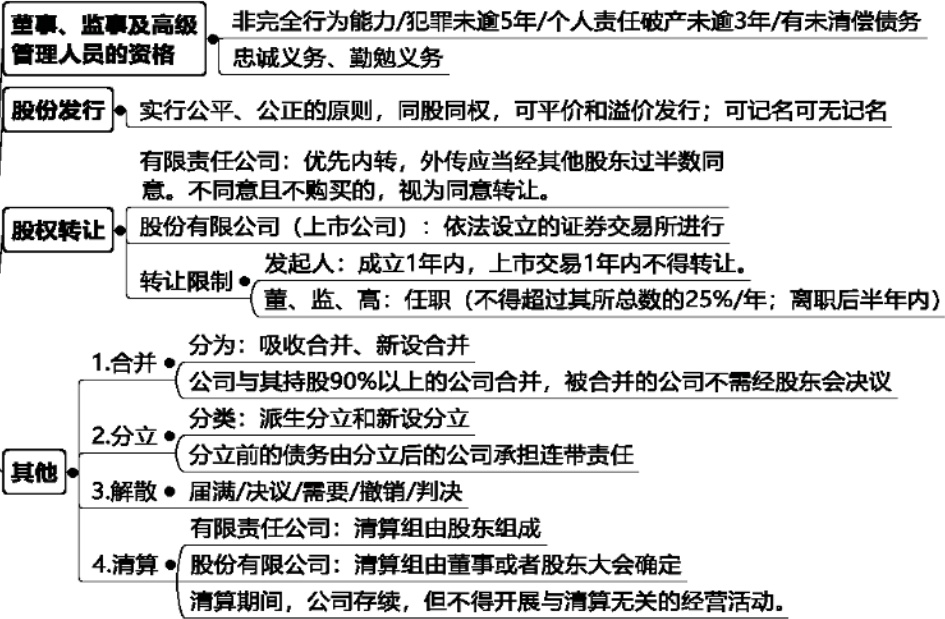 董事、监事及高级
管理人员的资格
非完全行为能力/犯罪未逾5年/个人责任破产未逾3年/有未清偿债务
忠诚义务、勤勉义务
股份发行
实行公平、公正的原则，同股同权，可平价和溢价发行；可记名可无记名
股权转让
有限责任公司：优先内转，外传应当经其他股东过半数同
意。不同意且不购买的，视为同意转让。
股份有限公司（上市公司）：依法设立的证券交易所进行
转让限制
发起人：成立1年内，上市交易1年内不得转让。
董、监、高：任职（不得超过其所总数的25%/年；离职后半年内）
其他
1.合并
分为：吸收合并、新设合并
公司与其持股90%以上的公司合并，被合并的公司不需经股东会决议
2.分立
分类：派生分立和新设分立
分立前的债务由分立后的公司承担连带责任
3.解散
届满/决议/需要/撤销/判决
4.清算
有限责任公司：清算组由股东组成
股份有限公司：清算组由董事或者股东大会确定
清算期间，公司存续，但不得开展与清算无关的经营活动。